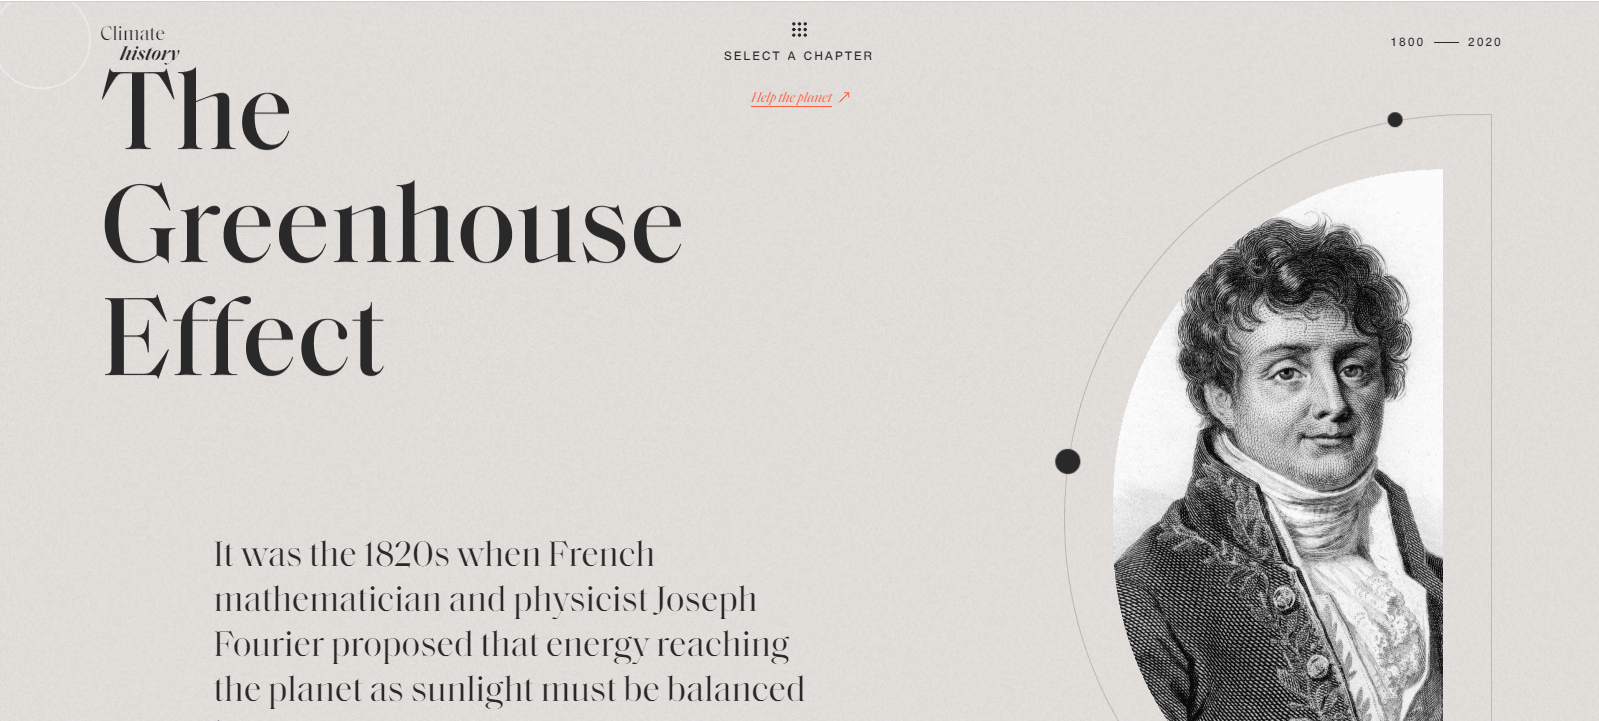 Climate
history
SELECT A CHAPTER
1800 — 2020
Help the planet ↗
The
Greenhouse
Effect
It was the 1820s when French
mathematician and physicist Joseph
Fourier proposed that energy reaching
the planet as sunlight must be balanced